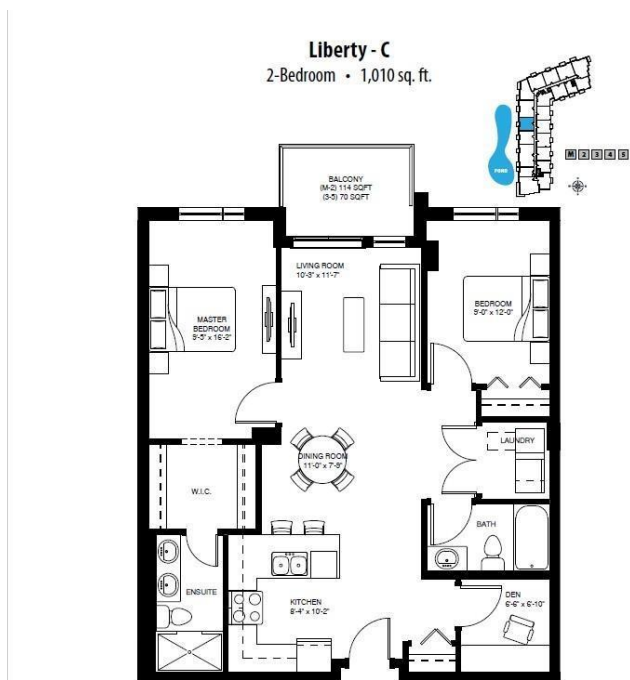 Liberty - C
2-Bedroom • 1,010 sq. ft.
POND
M 2 3 4 5
BALCONY
(M-2) 114 SQFT
(3-5) 70 SQFT
LIVING ROOM
10'-3" x 11'-7"
MASTER
BEDROOM
9'-5" x 16'-2"
BEDROOM
9'-0" x 12'-0"
LAUNDRY
DINING ROOM
11'-0" x 7'-9"
W.I.C.
BATH
ENSUITE
KITCHEN
8'-4" x 10'-2"
DEN
6'-6" x 6'-10"